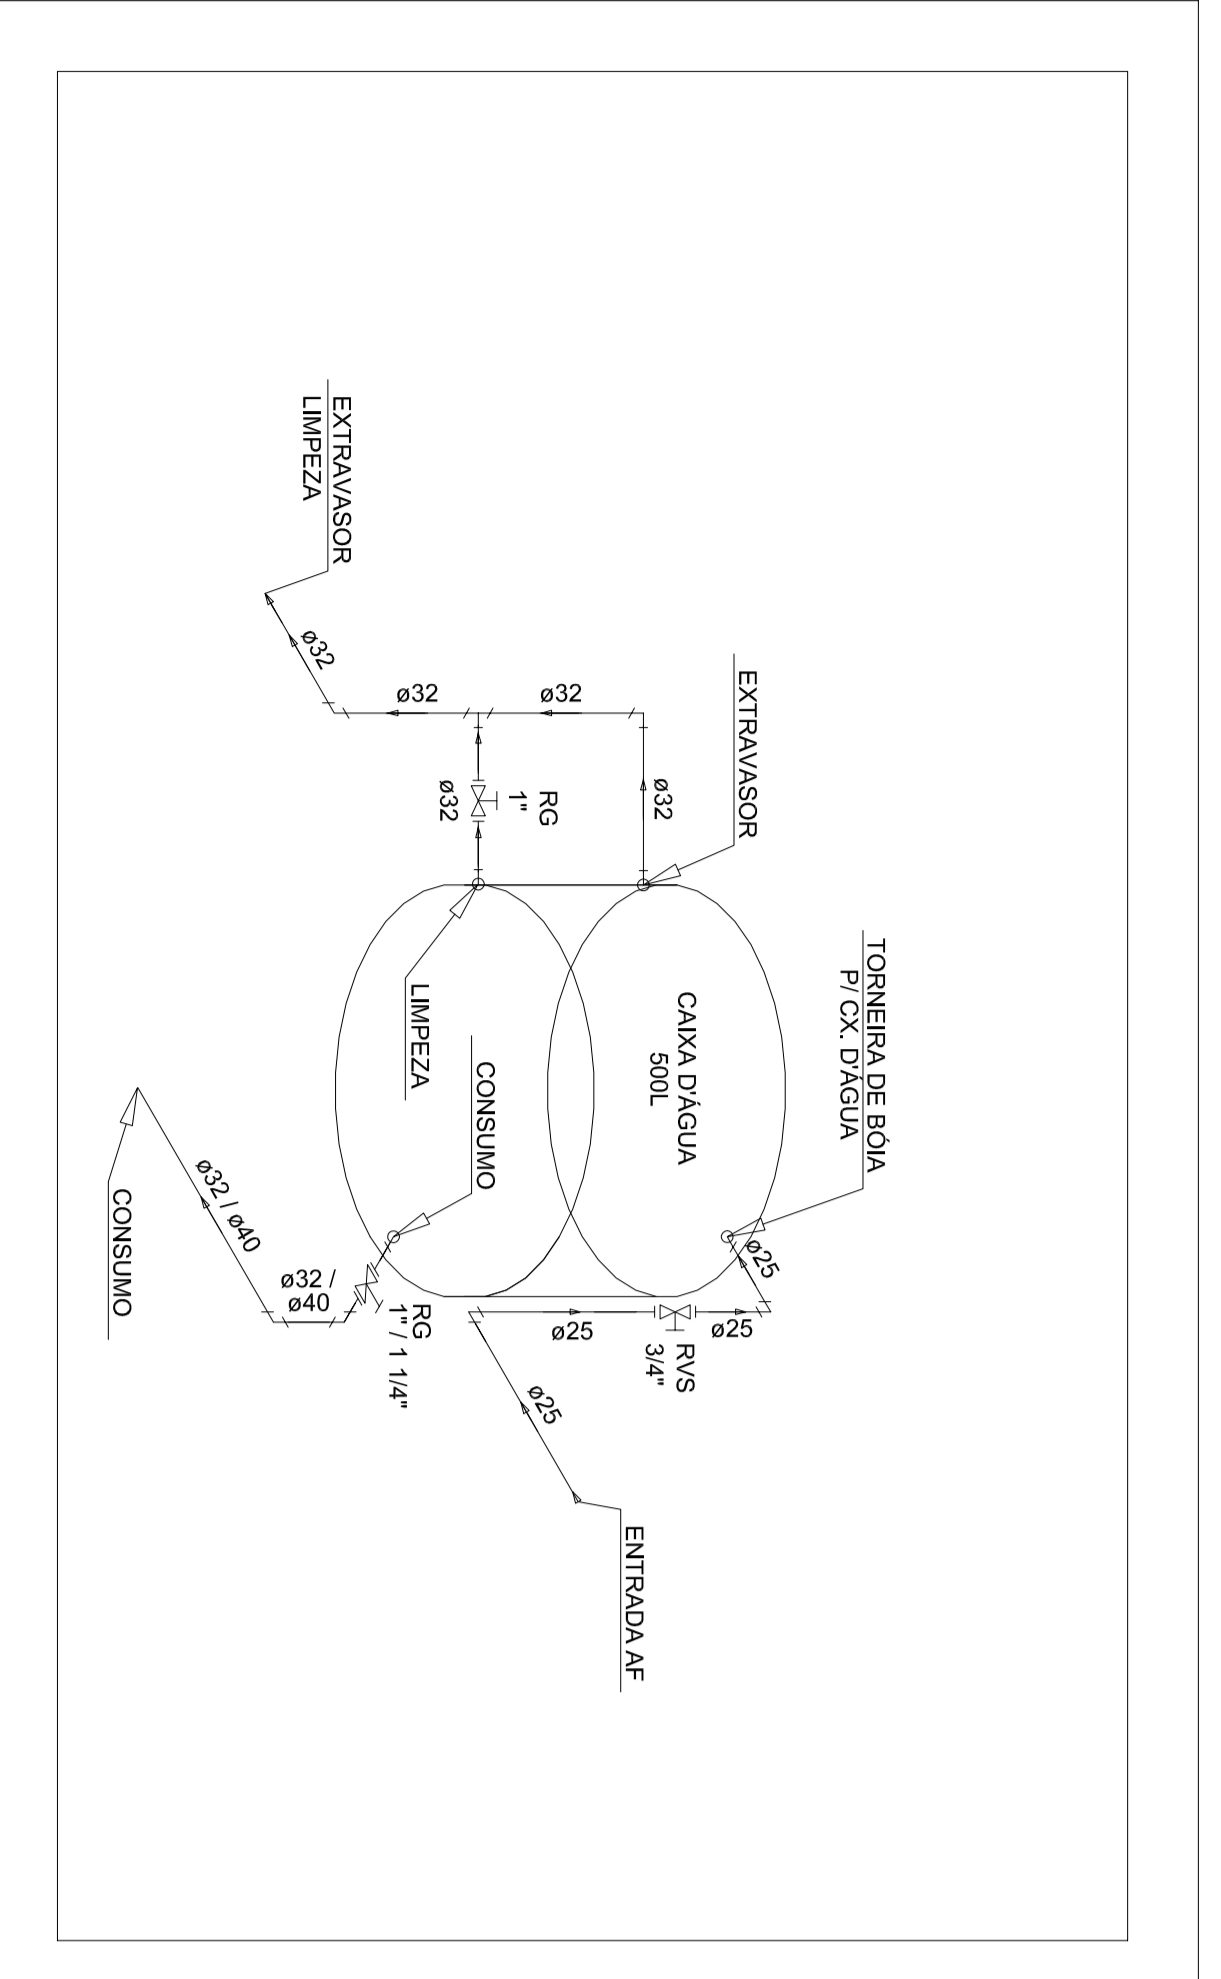 TORNEIRA DE BÓIA
P/ CX. D'ÁGUA
EXTRAVASOR
CAIXA D'ÁGUA
500L
ø32
ø32
ø32
RG
1"
ø32
EXTRAVASOR
LIMPEZA
ø32
LIMPEZA
CONSUMO
ø25
ø25
RVS
3/4"
ø25
ø25
ENTRADA AF
RG
1" / 1 1/4"
ø32 /
ø40
ø32 / ø40
CONSUMO